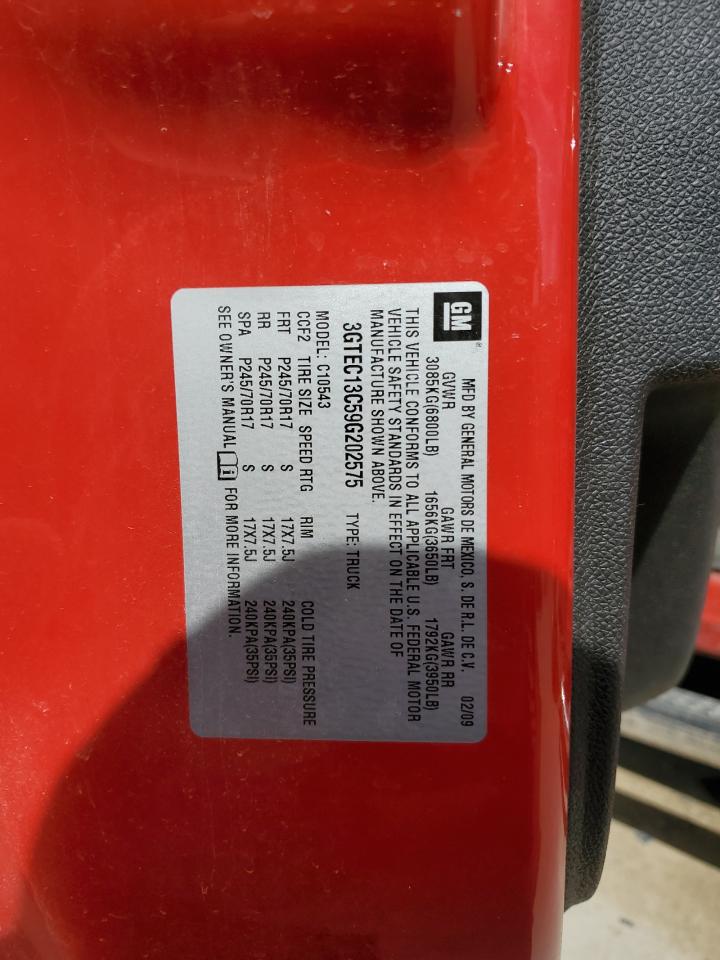 GM
MFD BY GENERAL MOTORS DE MEXICO, S. DE R.L. DE C.V. 02/09
GVWR GAWR FRT GAWR RR
3085KG(6800LB) 1656KG(3650LB) 1792KG(3950LB)
THIS VEHICLE CONFORMS TO ALL APPLICABLE U.S. FEDERAL MOTOR
VEHICLE SAFETY STANDARDS IN EFFECT ON THE DATE OF
MANUFACTURE SHOWN ABOVE.
3GTEC13C59G202575 TYPE: TRUCK
MODEL: C10543
CCF2 TIRE SIZE SPEED RTG RIM COLD TIRE PRESSURE
FRT P245/70R17 S 17X7.5J 240KPA(35PSI)
RR P245/70R17 S 17X7.5J 240KPA(35PSI)
SPA P245/70R17 S 17X7.5J 240KPA(35PSI)
SEE OWNER'S MANUAL i FOR MORE INFORMATION.